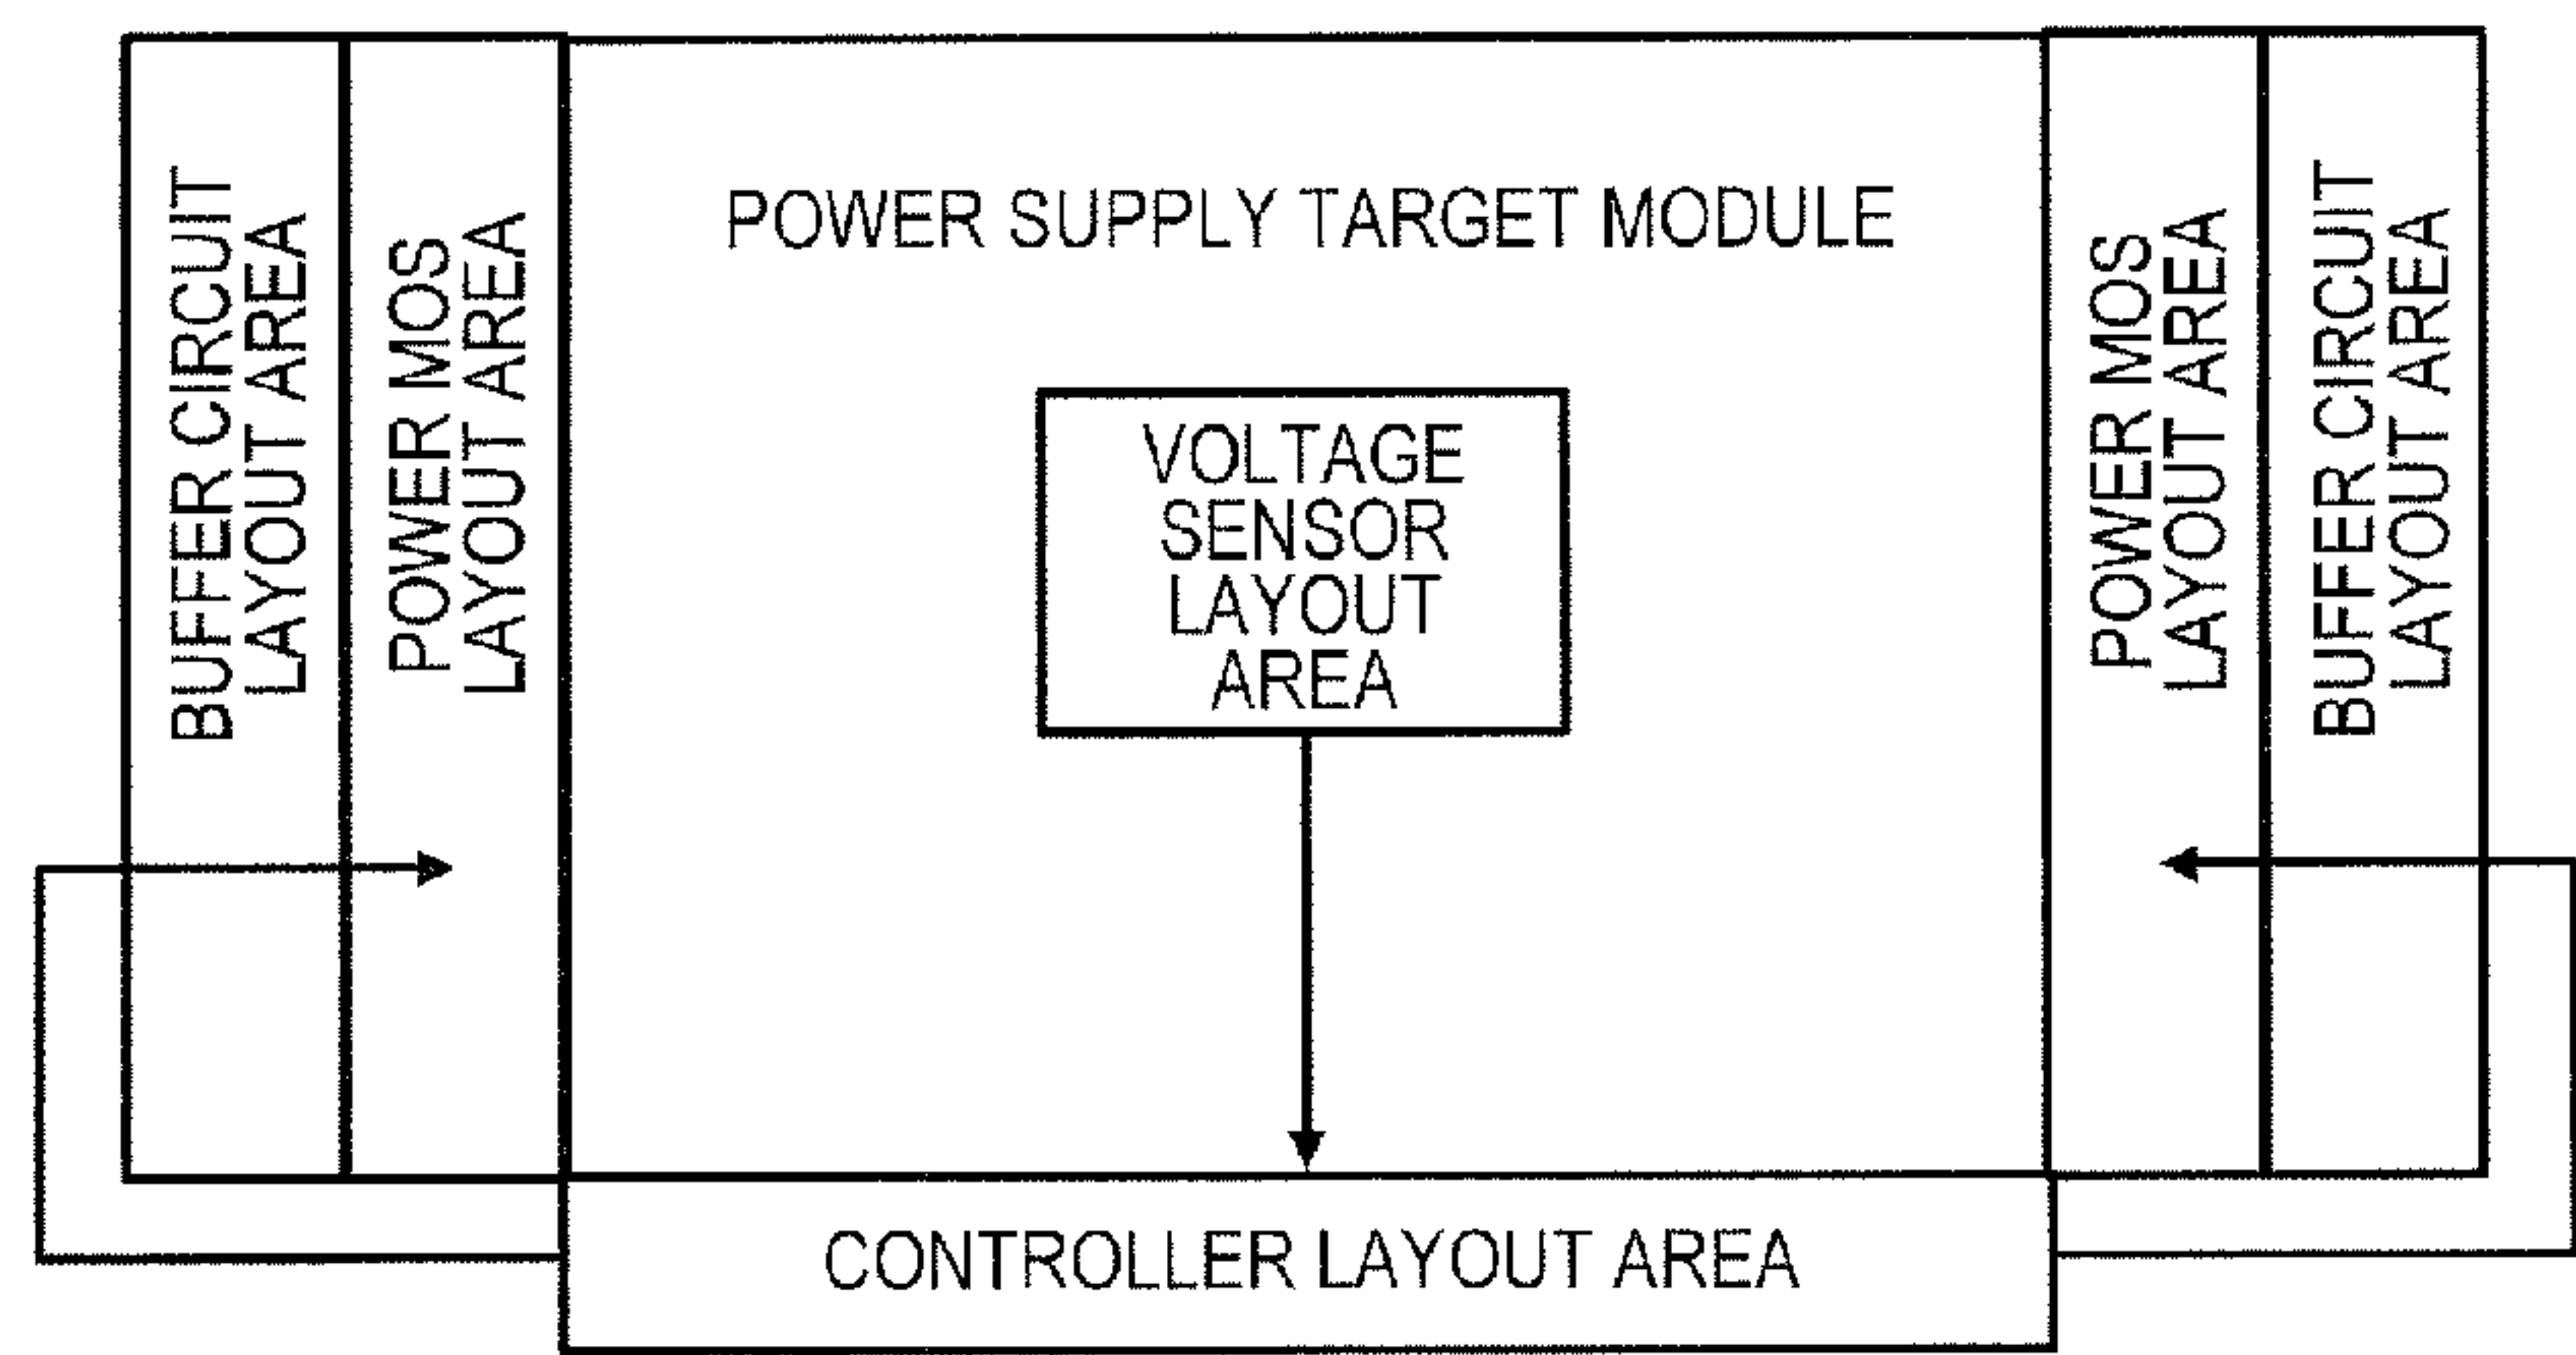 BUFFER CIRCUIT
LAYOUT AREA
POWER MOS
LAYOUT AREA
POWER SUPPLY TARGET MODULE
VOLTAGE
SENSOR
LAYOUT
AREA
POWER MOS
LAYOUT AREA
BUFFER CIRCUIT
LAYOUT AREA
CONTROLLER LAYOUT AREA